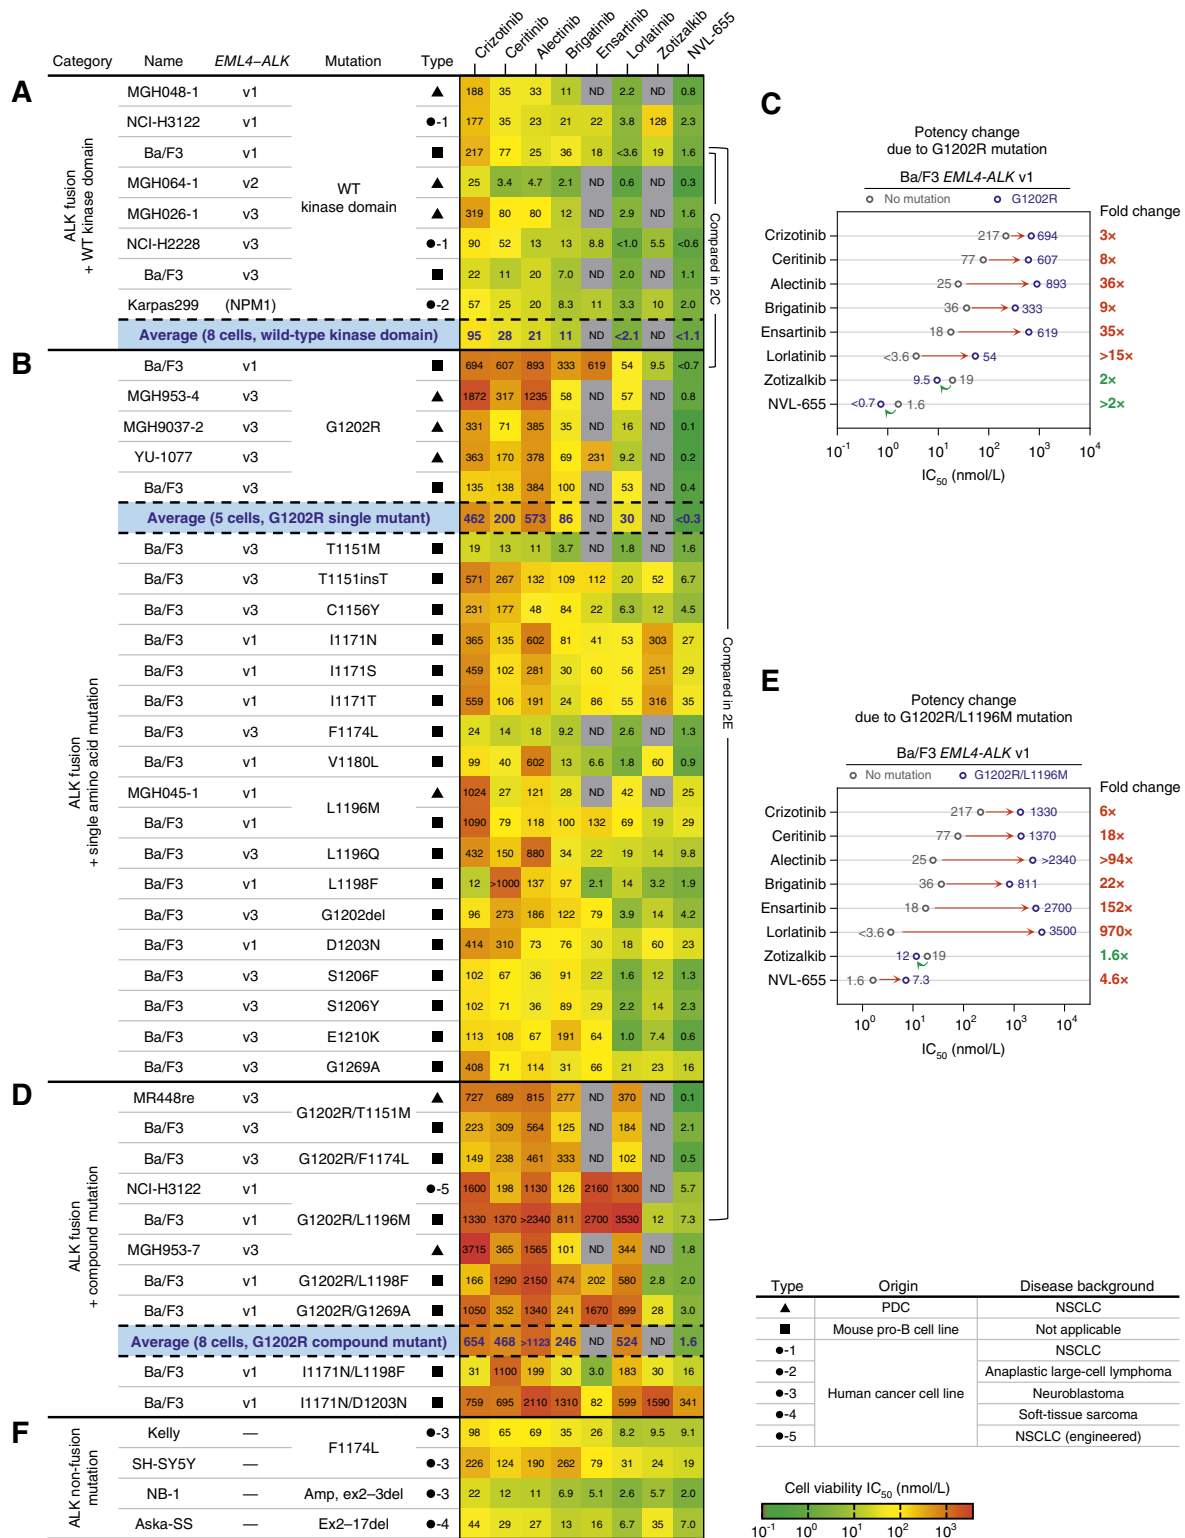 Crizotinib Ceritinib Alectinib Brigatinib Ensartinib Lorlatinib Zotizalkib NVL-655
Category Name EML4–ALK Mutation Type
A
ALK fusion
+ WT kinase domain
MGH048-1 v1 ▲ 188 35 33 11 ND 2.2 ND 0.8
NCI-H3122 v1 ●-1 177 35 23 21 22 3.8 128 2.3
Ba/F3 v1 ■ 217 77 25 36 18 <3.6 19 1.6
MGH064-1 v2 ▲ 25 3.4 4.7 2.1 ND 0.6 ND 0.3
WT
kinase domain
MGH026-1 v3 ▲ 319 80 80 12 ND 2.9 ND 1.6
NCI-H2228 v3 ●-1 90 52 13 13 8.8 <1.0 5.5 <0.6
Ba/F3 v3 ■ 22 11 20 7.0 ND 2.0 ND 1.1
Karpas299 (NPM1) ●-2 57 25 20 8.3 11 3.3 10 2.0
Average (8 cells, wild-type kinase domain) 95 28 21 11 ND <2.1 ND <1.1
Compared in 2C
B
ALK fusion
+ single amino acid mutation
Ba/F3 v1 ■ 694 607 893 333 619 54 9.5 <0.7
MGH953-4 v3 ▲ 1872 317 1235 58 ND 57 ND 0.8
MGH9037-2 v3 G1202R ▲ 331 71 385 35 ND 16 ND 0.1
YU-1077 v3 ▲ 363 170 378 69 231 9.2 ND 0.2
Ba/F3 v3 ■ 135 138 384 100 ND 53 ND 0.4
Average (5 cells, G1202R single mutant) 462 200 573 86 ND 30 ND <0.3
Ba/F3 v3 T1151M ■ 19 13 11 3.7 ND 1.8 ND 1.6
Ba/F3 v3 T1151insT ■ 571 267 132 109 112 20 52 6.7
Ba/F3 v3 C1156Y ■ 231 177 48 84 22 6.3 12 4.5
Ba/F3 v1 I1171N ■ 365 135 602 81 41 53 303 27
Ba/F3 v1 I1171S ■ 459 102 281 30 60 56 251 29
Ba/F3 v1 I1171T ■ 559 106 191 24 86 55 316 35
Ba/F3 v3 F1174L ■ 24 14 18 9.2 ND 2.6 ND 1.3
Ba/F3 v1 V1180L ■ 99 40 602 13 6.6 1.8 60 0.9
MGH045-1 v1 ▲ 1024 27 121 28 ND 42 ND 25
L1196M
Ba/F3 v1 ■ 1090 79 118 100 132 69 19 29
Ba/F3 v3 L1196Q ■ 432 150 880 34 22 19 14 9.8
Ba/F3 v1 L1198F ■ 12 >1000 137 97 2.1 14 3.2 1.9
Ba/F3 v3 G1202del ■ 96 273 186 122 79 3.9 14 4.2
Ba/F3 v1 D1203N ■ 414 310 73 76 30 18 60 23
Ba/F3 v3 S1206F ■ 102 67 36 91 22 1.6 12 1.3
Ba/F3 v3 S1206Y ■ 102 71 36 89 29 2.2 14 2.3
Ba/F3 v3 E1210K ■ 113 108 67 191 64 1.0 7.4 0.6
Ba/F3 v3 G1269A ■ 408 71 114 31 66 21 23 16
Compared in 2E
D
ALK fusion
+ compound mutation
MR448re v3 ▲ 727 689 815 277 ND 370 ND 0.1
G1202R/T1151M
Ba/F3 v3 ■ 223 309 564 125 ND 184 ND 2.1
Ba/F3 v3 G1202R/F1174L ■ 149 238 461 333 ND 102 ND 0.5
NCI-H3122 v1 ●-5 1600 198 1130 126 2160 1300 ND 5.7
Ba/F3 v1 G1202R/L1196M ■ 1330 1370 >2340 811 2700 3530 12 7.3
MGH953-7 v3 ▲ 3715 365 1565 101 ND 344 ND 1.8
Ba/F3 v1 G1202R/L1198F ■ 166 1290 2150 474 202 580 2.8 2.0
Ba/F3 v1 G1202R/G1269A ■ 1050 352 1340 241 1670 899 28 3.0
Average (8 cells, G1202R compound mutant) 654 468 >1123 246 ND 524 ND 1.6
Ba/F3 v1 I1171N/L1198F ■ 31 1100 199 30 3.0 183 30 16
Ba/F3 v1 I1171N/D1203N ■ 759 695 2110 1310 82 599 1590 341
F
ALK non-fusion
mutation
Kelly — ●-3 98 65 69 35 26 8.2 9.5 9.1
F1174L
SH-SY5Y — ●-3 226 124 190 262 79 31 24 19
NB-1 — Amp, ex2–3del ●-3 22 12 11 6.9 5.1 2.6 5.7 2.0
Aska-SS — Ex2–17del ●-4 44 29 27 13 16 6.7 35 7.0
C
Potency change
due to G1202R mutation
Ba/F3 EML4-ALK v1
No mutation G1202R
Fold change
Crizotinib 217 694 3×
Ceritinib 77 607 8×
Alectinib 25 893 36×
Brigatinib 36 333 9×
Ensartinib 18 619 35×
Lorlatinib <3.6 54 >15×
Zotizalkib 9.5 19 2×
NVL-655 <0.7 1.6 >2×
10⁻¹ 10⁰ 10¹ 10² 10³ 10⁴
IC₅₀ (nmol/L)
E
Potency change
due to G1202R/L1196M mutation
Ba/F3 EML4-ALK v1
No mutation G1202R/L1196M
Fold change
Crizotinib 217 1330 6×
Ceritinib 77 1370 18×
Alectinib 25 >2340 >94×
Brigatinib 36 811 22×
Ensartinib 18 2700 152×
Lorlatinib <3.6 3500 970×
Zotizalkib 12 19 1.6×
NVL-655 1.6 7.3 4.6×
10⁰ 10¹ 10² 10³ 10⁴
IC₅₀ (nmol/L)
Type Origin Disease background
▲ PDC NSCLC
■ Mouse pro-B cell line Not applicable
●-1 NSCLC
●-2 Anaplastic large-cell lymphoma
●-3 Human cancer cell line Neuroblastoma
●-4 Soft-tissue sarcoma
●-5 NSCLC (engineered)
Cell viability IC₅₀ (nmol/L)
10⁻¹ 10⁰ 10¹ 10² 10³